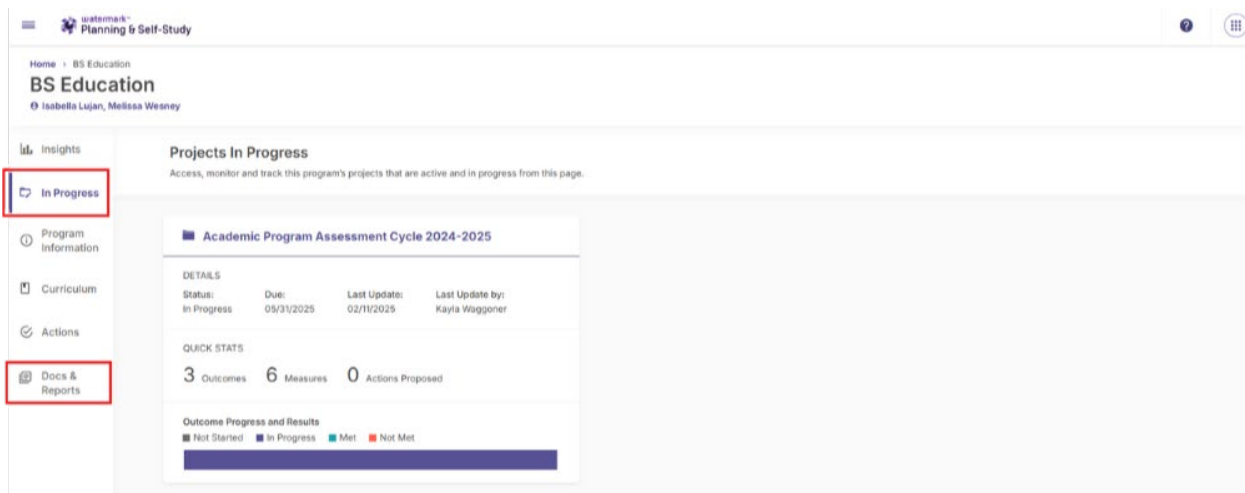 watermark™
Planning & Self-Study
Home > BS Education
BS Education
Isabella Lujan, Melissa Wesney
Insights
In Progress
Program
Information
Curriculum
Actions
Docs &
Reports
Projects In Progress
Access, monitor and track this program's projects that are active and in progress from this page.
Academic Program Assessment Cycle 2024-2025
DETAILS
Status: Due: Last Update: Last Update by:
In Progress 05/31/2025 02/11/2025 Kayla Waggoner
QUICK STATS
3 Outcomes 6 Measures 0 Actions Proposed
Outcome Progress and Results
Not Started In Progress Met Not Met